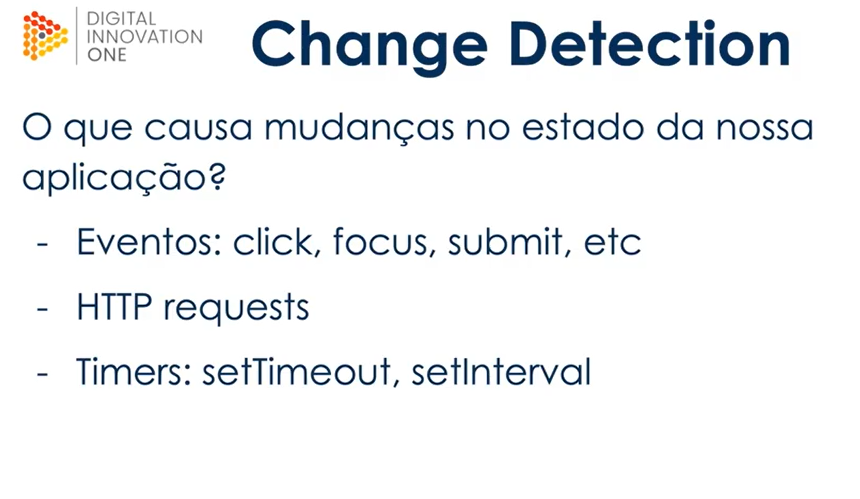 DIGITAL
INNOVATION
ONE
Change Detection
O que causa mudanças no estado da nossa
aplicação?
- Eventos: click, focus, submit, etc
- HTTP requests
- Timers: setTimeout, setInterval